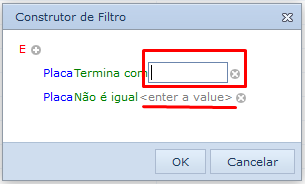 Construtor de Filtro
E
Placa Termina com
Placa Não é igual <enter a value>
OK Cancelar